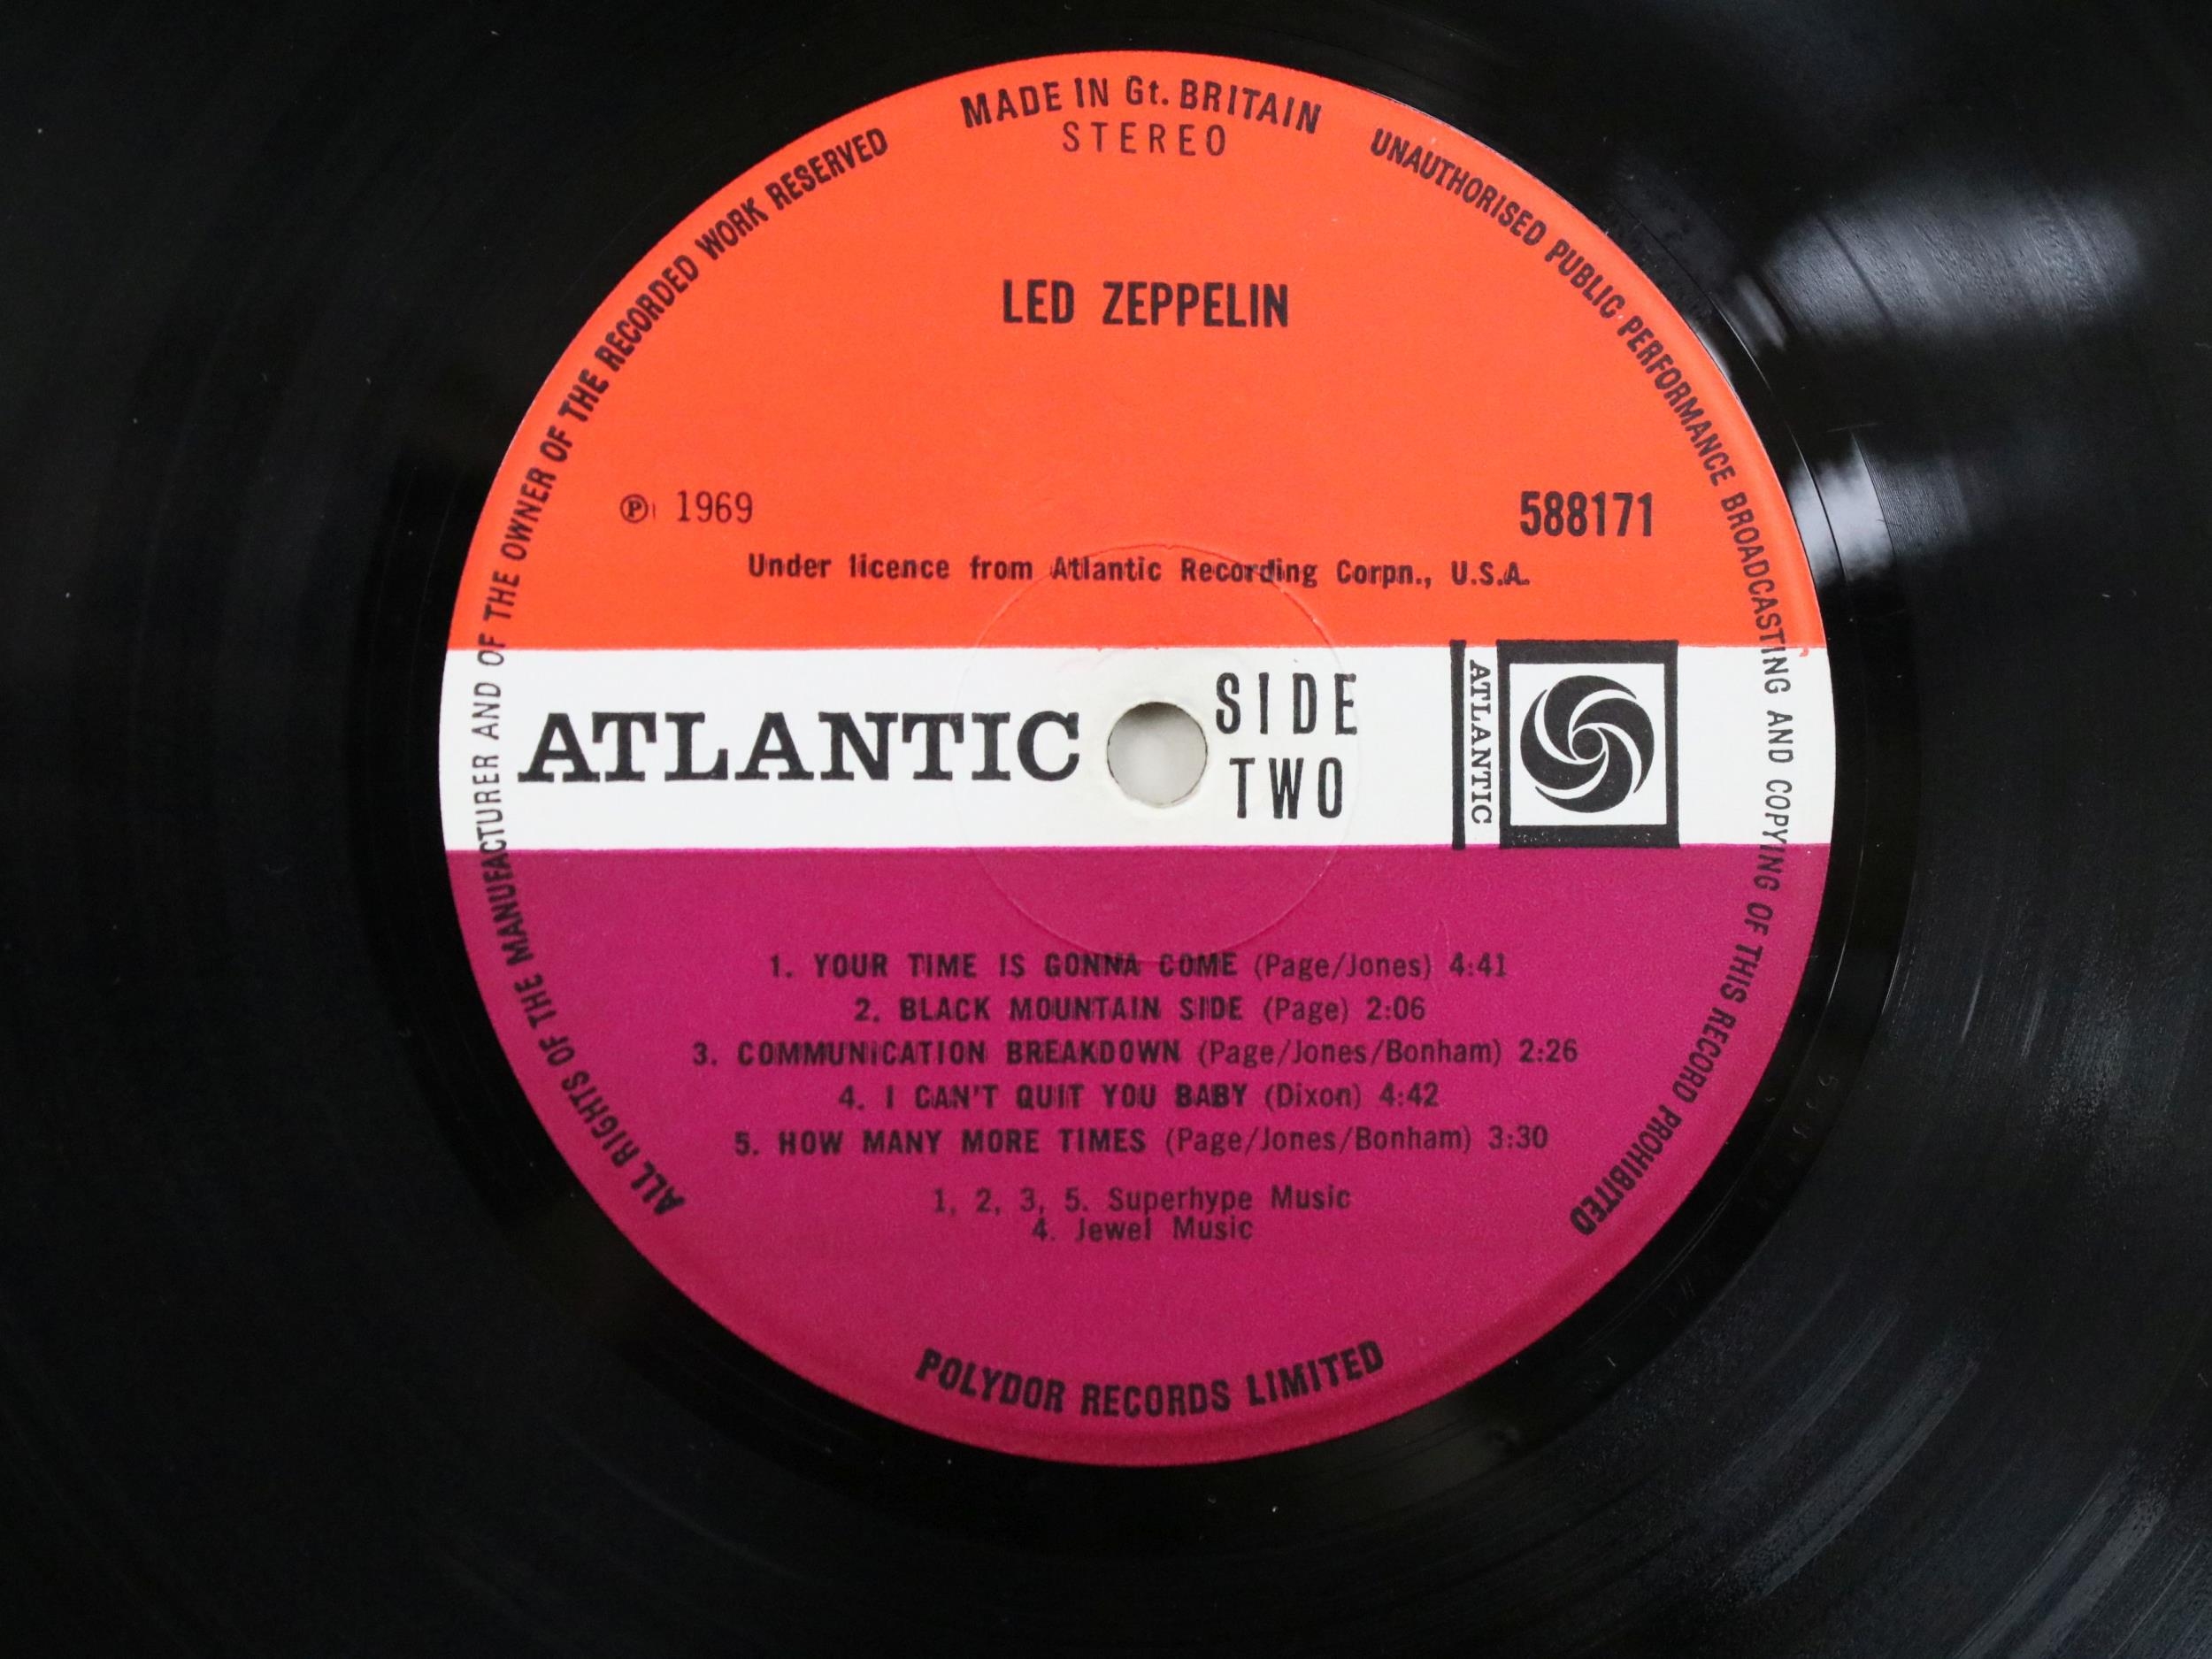 MADE IN Gt. BRITAIN
STEREO
UNAUTHORISED PUBLIC PERFORMANCE BROADCASTING AND COPYING OF THIS RECORD PROHIBITED
ALL RIGHTS OF THE MANUFACTURER AND OF THE OWNER OF THE RECORDED WORK RESERVED
LED ZEPPELIN
℗ 1969
588171
Under licence from Atlantic Recording Corpn., U.S.A.
ATLANTIC
SIDE
TWO
ATLANTIC
1. YOUR TIME IS GONNA COME (Page/Jones) 4:41
2. BLACK MOUNTAIN SIDE (Page) 2:06
3. COMMUNICATION BREAKDOWN (Page/Jones/Bonham) 2:26
4. I CAN'T QUIT YOU BABY (Dixon) 4:42
5. HOW MANY MORE TIMES (Page/Jones/Bonham) 3:30
1, 2, 3, 5. Superhype Music
4. Jewel Music
POLYDOR RECORDS LIMITED